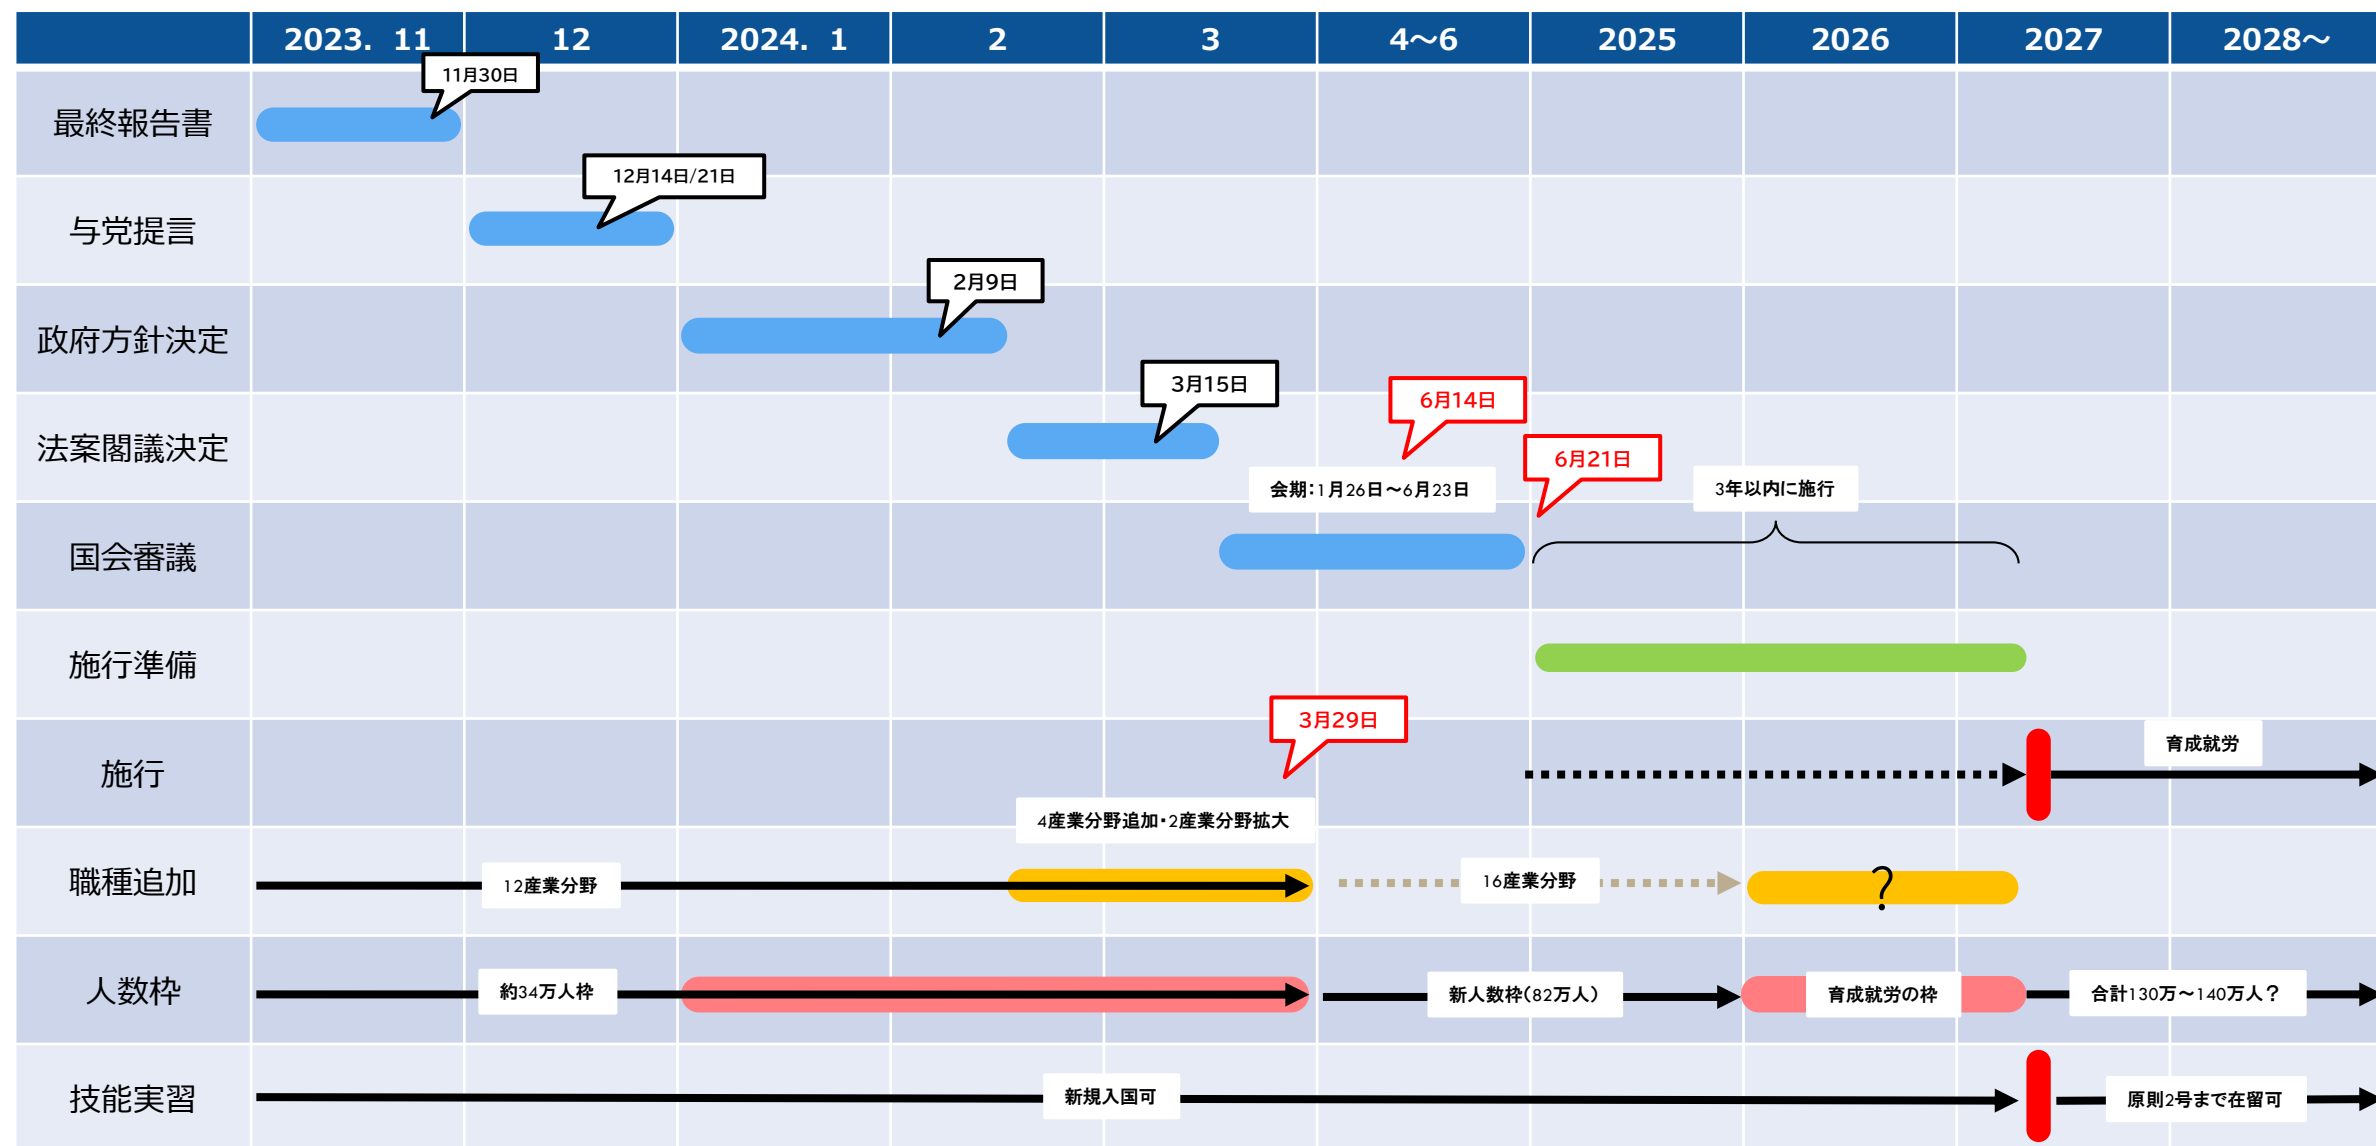 2023. 11
12
2024. 1
2
3
4～6
2025
2026
2027
2028～
最終報告書
11月30日
与党提言
12月14日/21日
政府方針決定
2月9日
法案閣議決定
3月15日
6月14日
6月21日
会期：1月26日～6月23日
3年以内に施行
国会審議
施行準備
施行
3月29日
育成就労
職種追加
12産業分野
4産業分野追加・2産業分野拡大
16産業分野
？
人数枠
約34万人枠
新人数枠（82万人）
育成就労の枠
合計130万～140万人？
技能実習
新規入国可
原則2号まで在留可